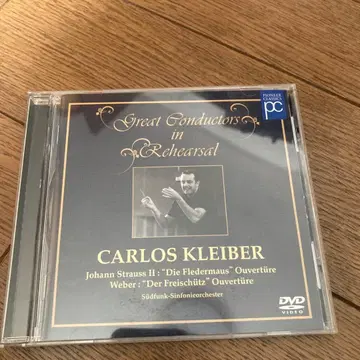 PIONEER CLASSICS
pc
Great Conductors
in
Rehearsal
CARLOS KLEIBER
Johann Strauss II : "Die Fledermaus" Ouvertüre
Weber : "Der Freischütz" Ouvertüre
Südfunk-Sinfonieorchester
DVD
VIDEO